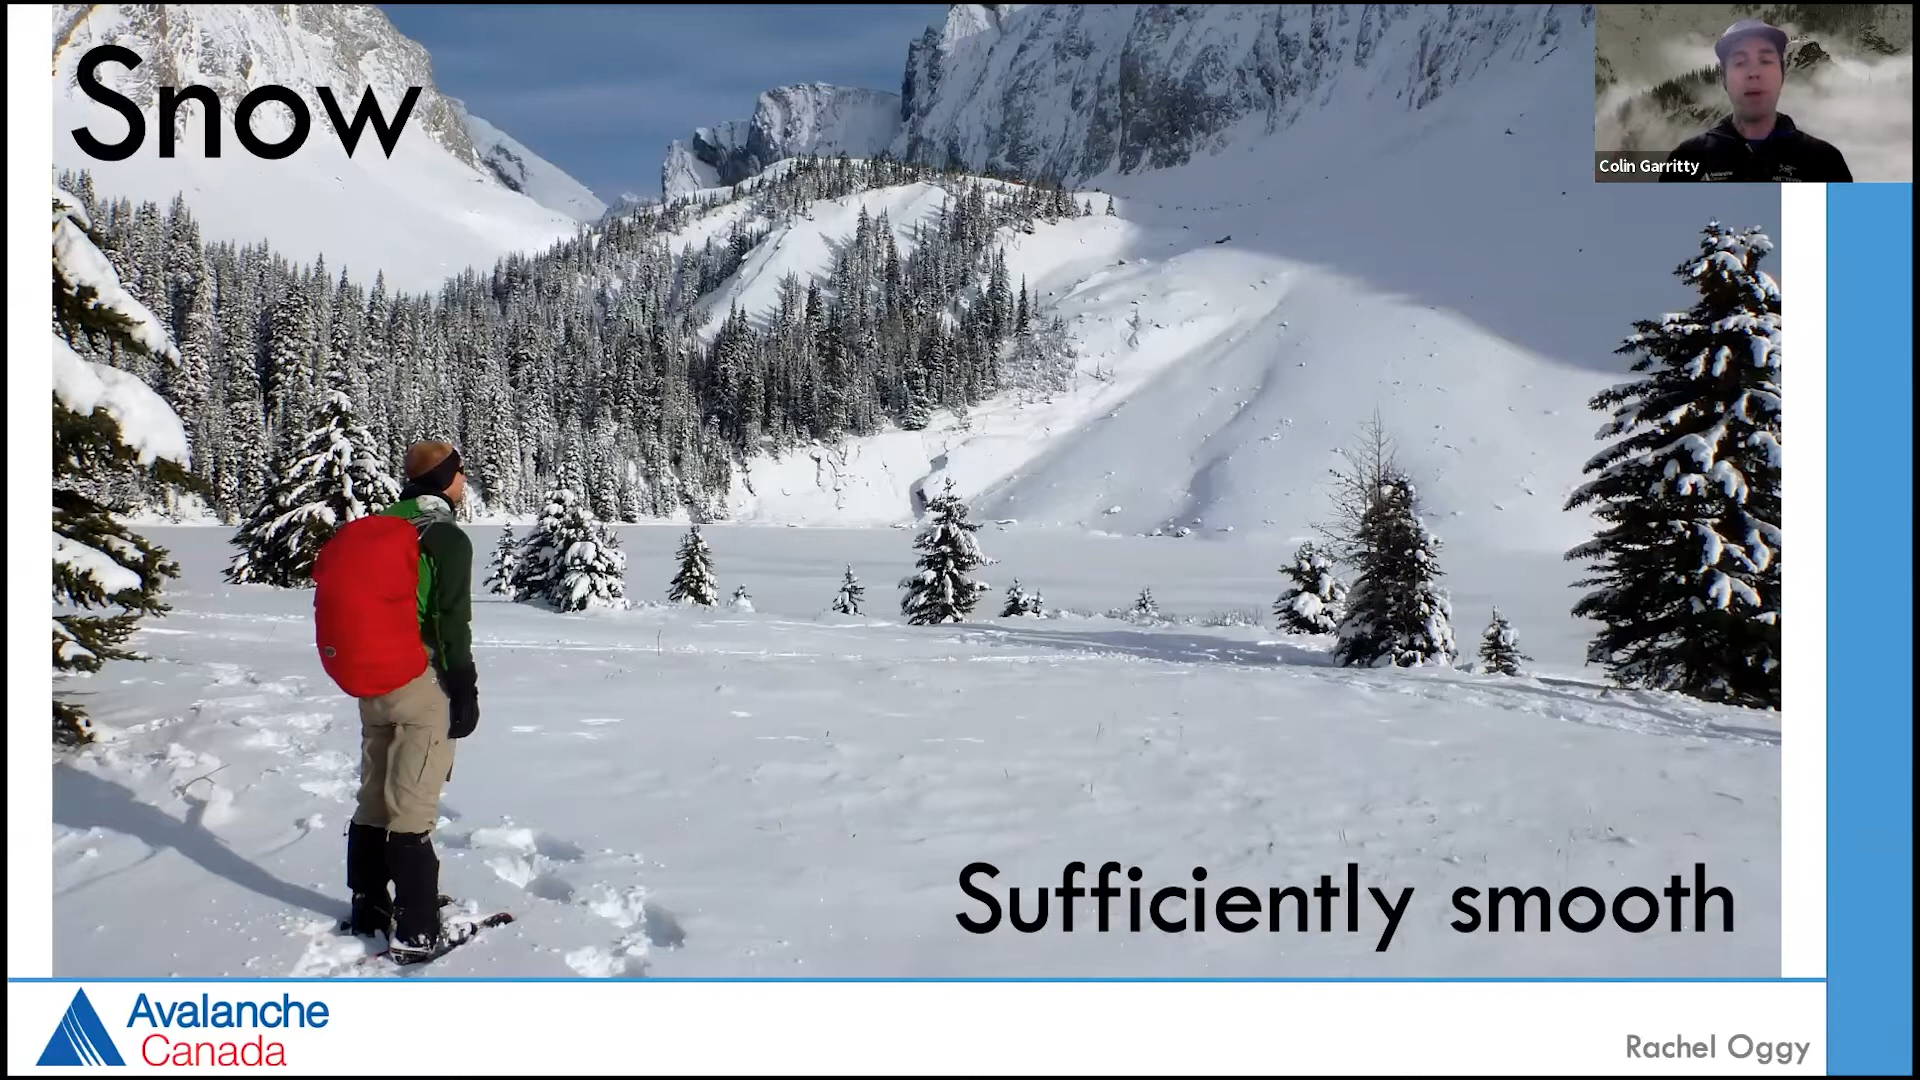 Snow
Colin Garritty
Sufficiently smooth
Avalanche
Canada
Rachel Oggy